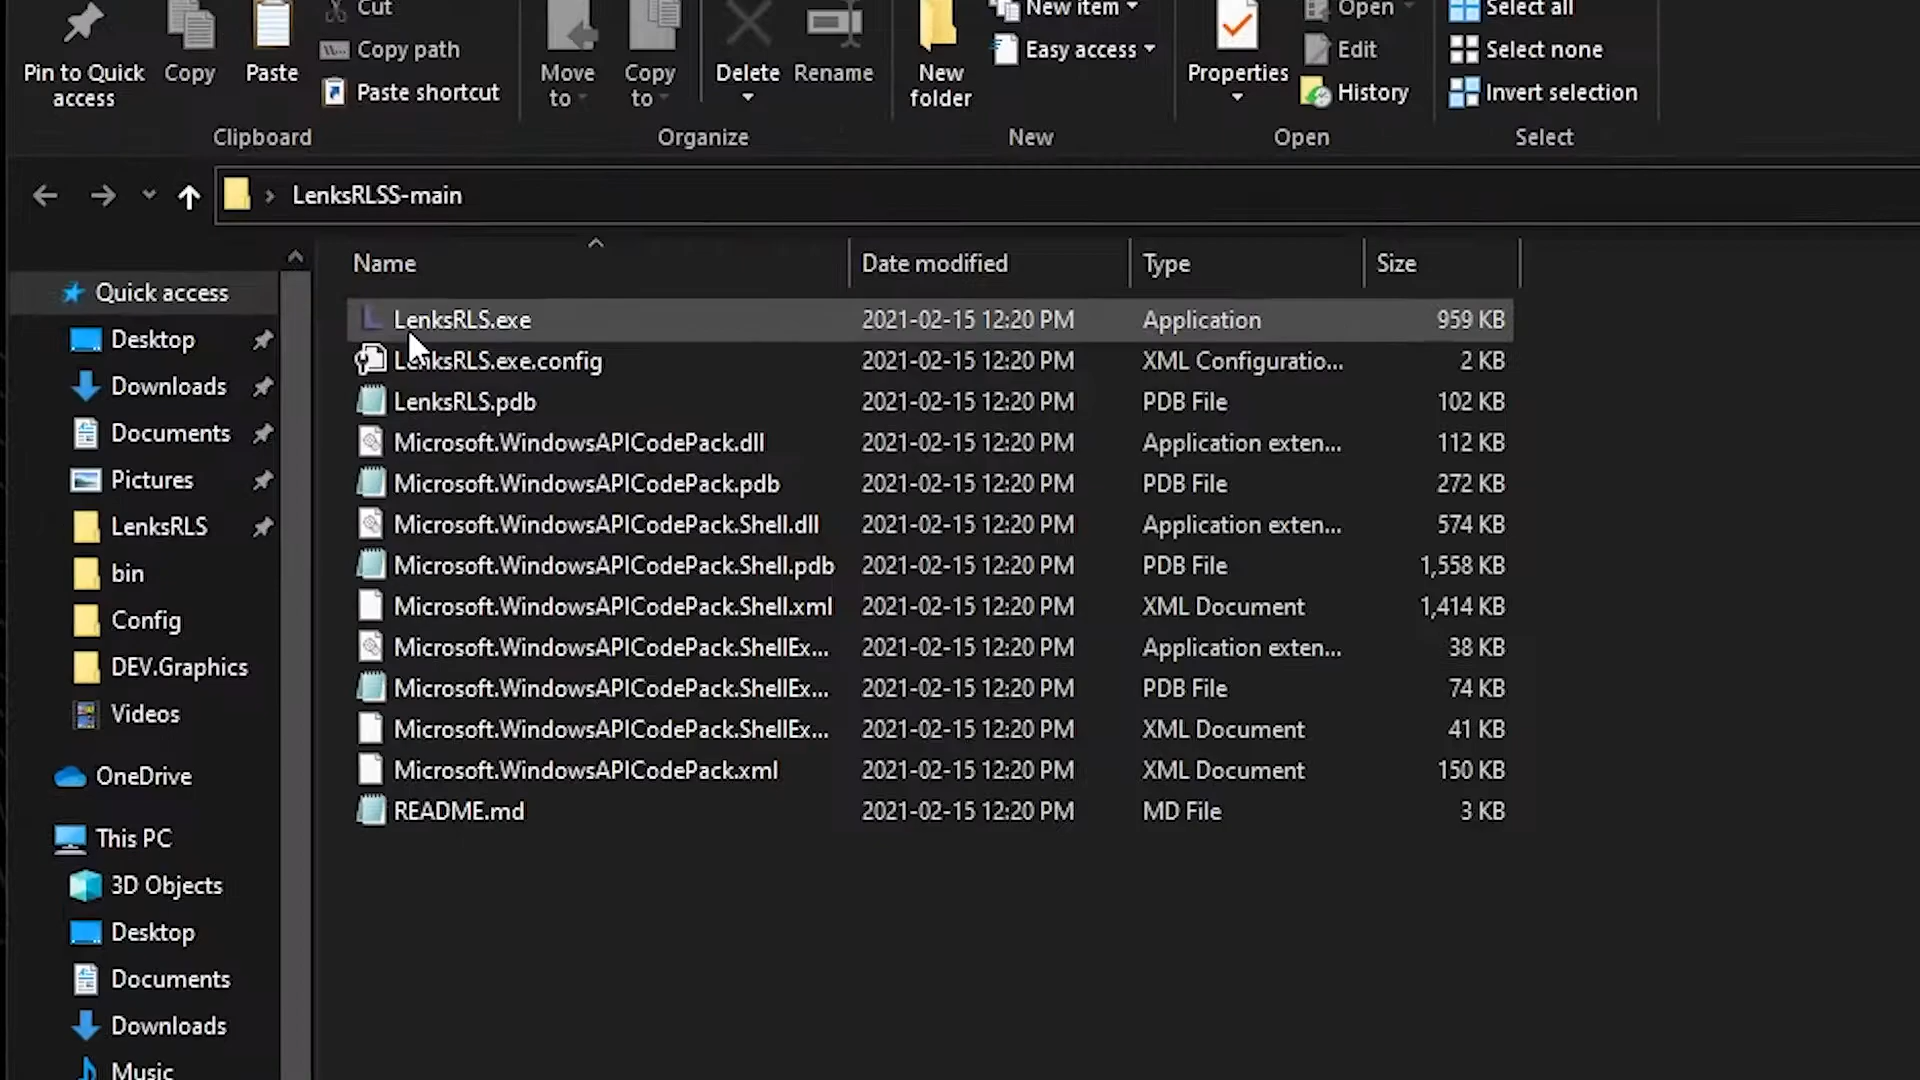 Cut
New item
Open
Select all
Copy path
Easy access
Edit
Select none
Pin to Quick access
Copy
Paste
Paste shortcut
Move to
Copy to
Delete
Rename
New folder
Properties
History
Invert selection
Clipboard
Organize
New
Open
Select
LenksRLSS-main
Name
Date modified
Type
Size
Quick access
Desktop
Downloads
Documents
Pictures
LenksRLS
bin
Config
DEV.Graphics
Videos
OneDrive
This PC
3D Objects
Desktop
Documents
Downloads
Music
LenksRLS.exe 2021-02-15 12:20 PM Application 959 KB
LenksRLS.exe.config 2021-02-15 12:20 PM XML Configuratio... 2 KB
LenksRLS.pdb 2021-02-15 12:20 PM PDB File 102 KB
Microsoft.WindowsAPICodePack.dll 2021-02-15 12:20 PM Application exten... 112 KB
Microsoft.WindowsAPICodePack.pdb 2021-02-15 12:20 PM PDB File 272 KB
Microsoft.WindowsAPICodePack.Shell.dll 2021-02-15 12:20 PM Application exten... 574 KB
Microsoft.WindowsAPICodePack.Shell.pdb 2021-02-15 12:20 PM PDB File 1,558 KB
Microsoft.WindowsAPICodePack.Shell.xml 2021-02-15 12:20 PM XML Document 1,414 KB
Microsoft.WindowsAPICodePack.ShellEx... 2021-02-15 12:20 PM Application exten... 38 KB
Microsoft.WindowsAPICodePack.ShellEx... 2021-02-15 12:20 PM PDB File 74 KB
Microsoft.WindowsAPICodePack.ShellEx... 2021-02-15 12:20 PM XML Document 41 KB
Microsoft.WindowsAPICodePack.xml 2021-02-15 12:20 PM XML Document 150 KB
README.md 2021-02-15 12:20 PM MD File 3 KB